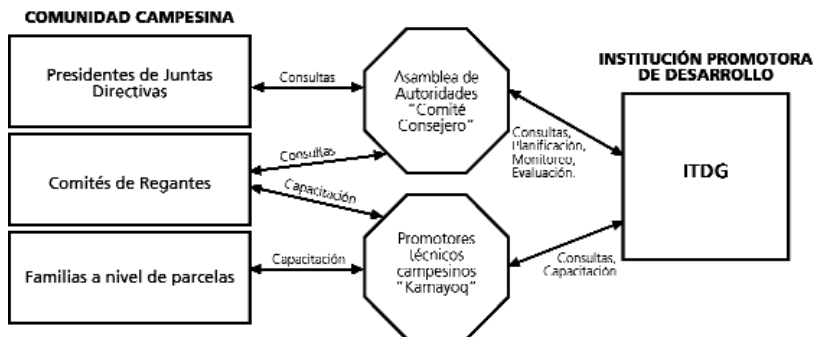 COMUNIDAD CAMPESINA
Presidentes de Juntas
Directivas
Comités de Regantes
Familias a nivel de parcelas
Consultas
Consultas
Capacitación
Capacitación
Asamblea de
Autoridades
"Comité
Consejero"
Promotores
técnicos
campesinos
"Kamayoq"
Consultas,
Planificación,
Monitoreo,
Evaluación.
Consultas,
Capacitación
INSTITUCIÓN PROMOTORA
DE DESARROLLO
ITDG